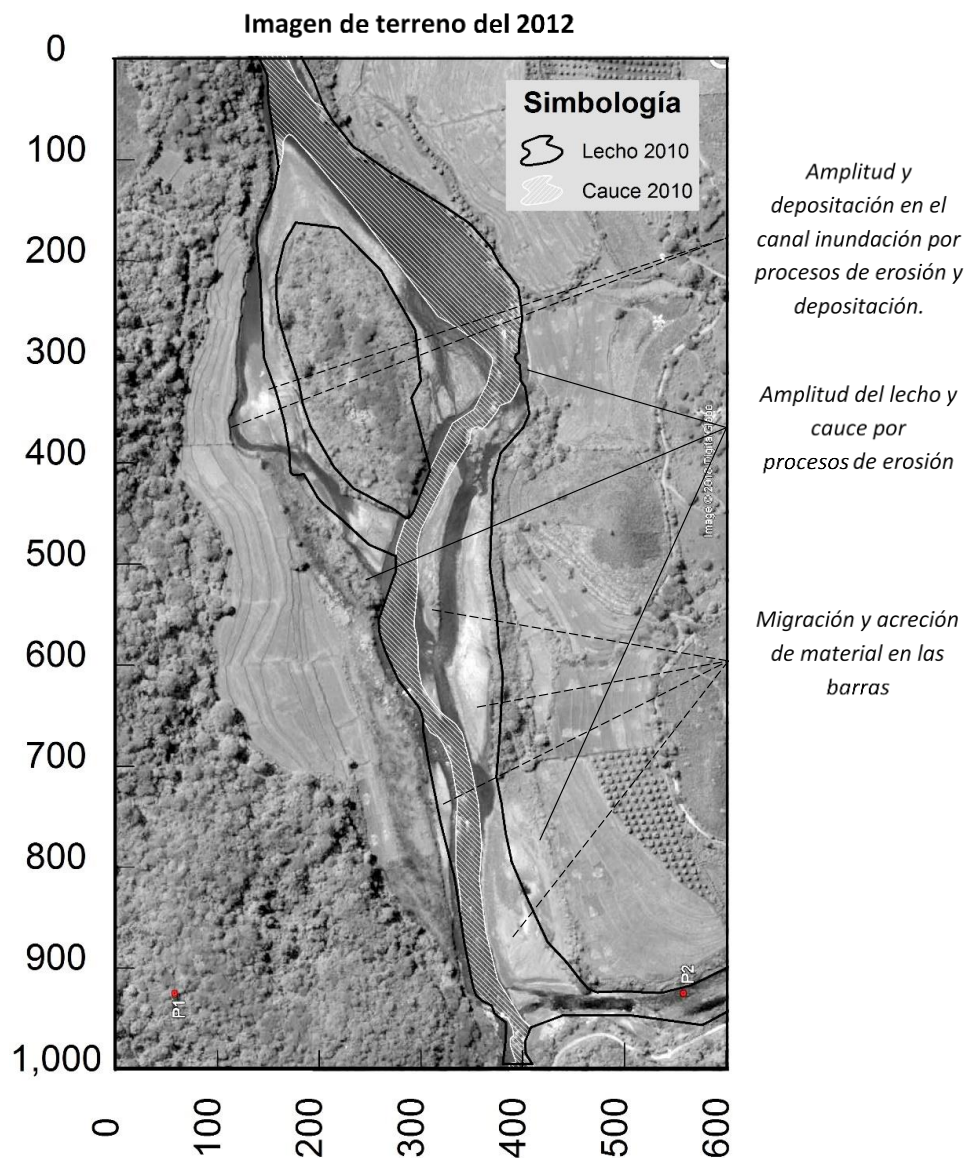 Imagen de terreno del 2012
0
100
200
300
400
500
600
700
800
900
1,000
0
100
200
300
400
500
600
Simbología
Lecho 2010
Cauce 2010
Amplitud y
depositación en el
canal inundación por
procesos de erosión y
depositación.
Amplitud del lecho y
cauce por
procesos de erosión
Migración y acreción
de material en las
barras
P1
P2
Image © 2016 DigitalGlobe